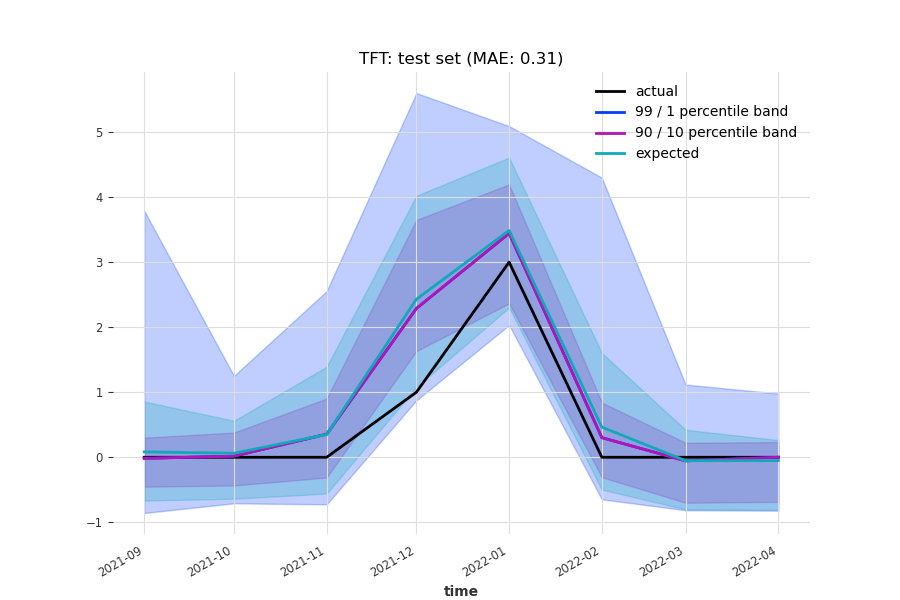 TFT: test set (MAE: 0.31)
actual
99 / 1 percentile band
90 / 10 percentile band
expected
5
4
3
2
1
0
−1
2021-09
2021-10
2021-11
2021-12
2022-01
2022-02
2022-03
2022-04
time